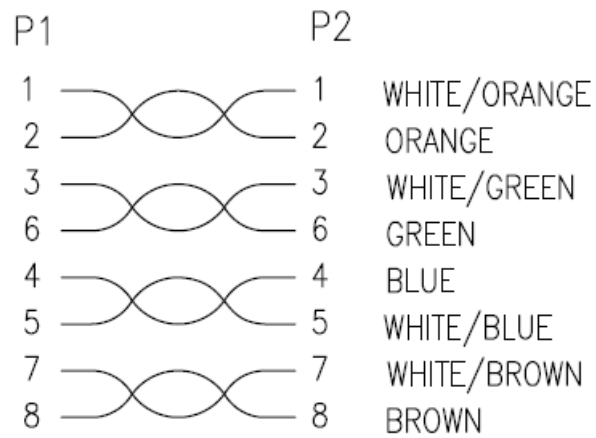 P1 P2
1 1 WHITE/ORANGE
2 2 ORANGE
3 3 WHITE/GREEN
6 6 GREEN
4 4 BLUE
5 5 WHITE/BLUE
7 7 WHITE/BROWN
8 8 BROWN